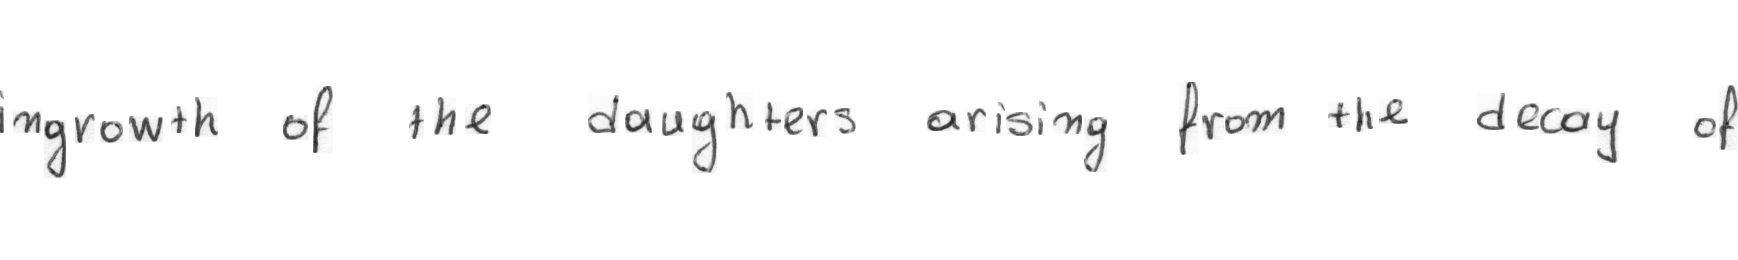 ingrowth of the daughters arising from the decay of